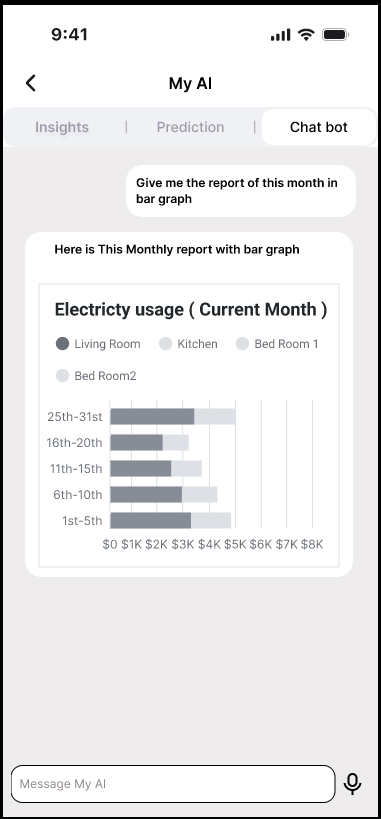 9:41
My AI
Insights | Prediction | Chat bot
Give me the report of this month in
bar graph
Here is This Monthly report with bar graph
Electricty usage ( Current Month )
Living Room Kitchen Bed Room 1
Bed Room2
25th-31st
16th-20th
11th-15th
6th-10th
1st-5th
$0 $1K $2K $3K $4K $5K $6K $7K $8K
Message My AI